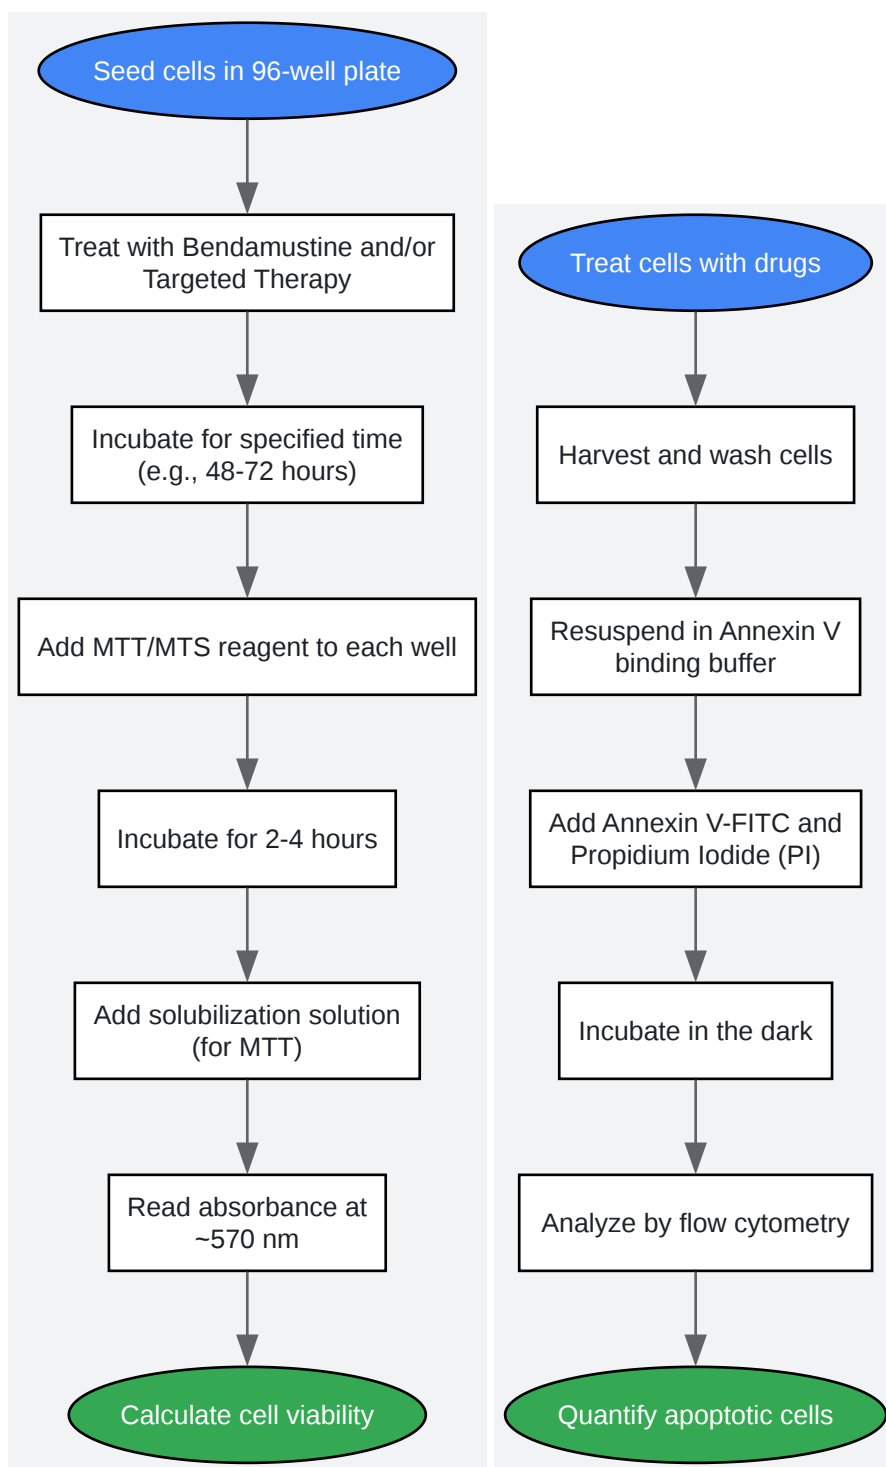 Seed cells in 96-well plate
Treat with Bendamustine and/or
Targeted Therapy
Incubate for specified time
(e.g., 48-72 hours)
Add MTT/MTS reagent to each well
Incubate for 2-4 hours
Add solubilization solution
(for MTT)
Read absorbance at
~570 nm
Calculate cell viability
Treat cells with drugs
Harvest and wash cells
Resuspend in Annexin V
binding buffer
Add Annexin V-FITC and
Propidium Iodide (PI)
Incubate in the dark
Analyze by flow cytometry
Quantify apoptotic cells